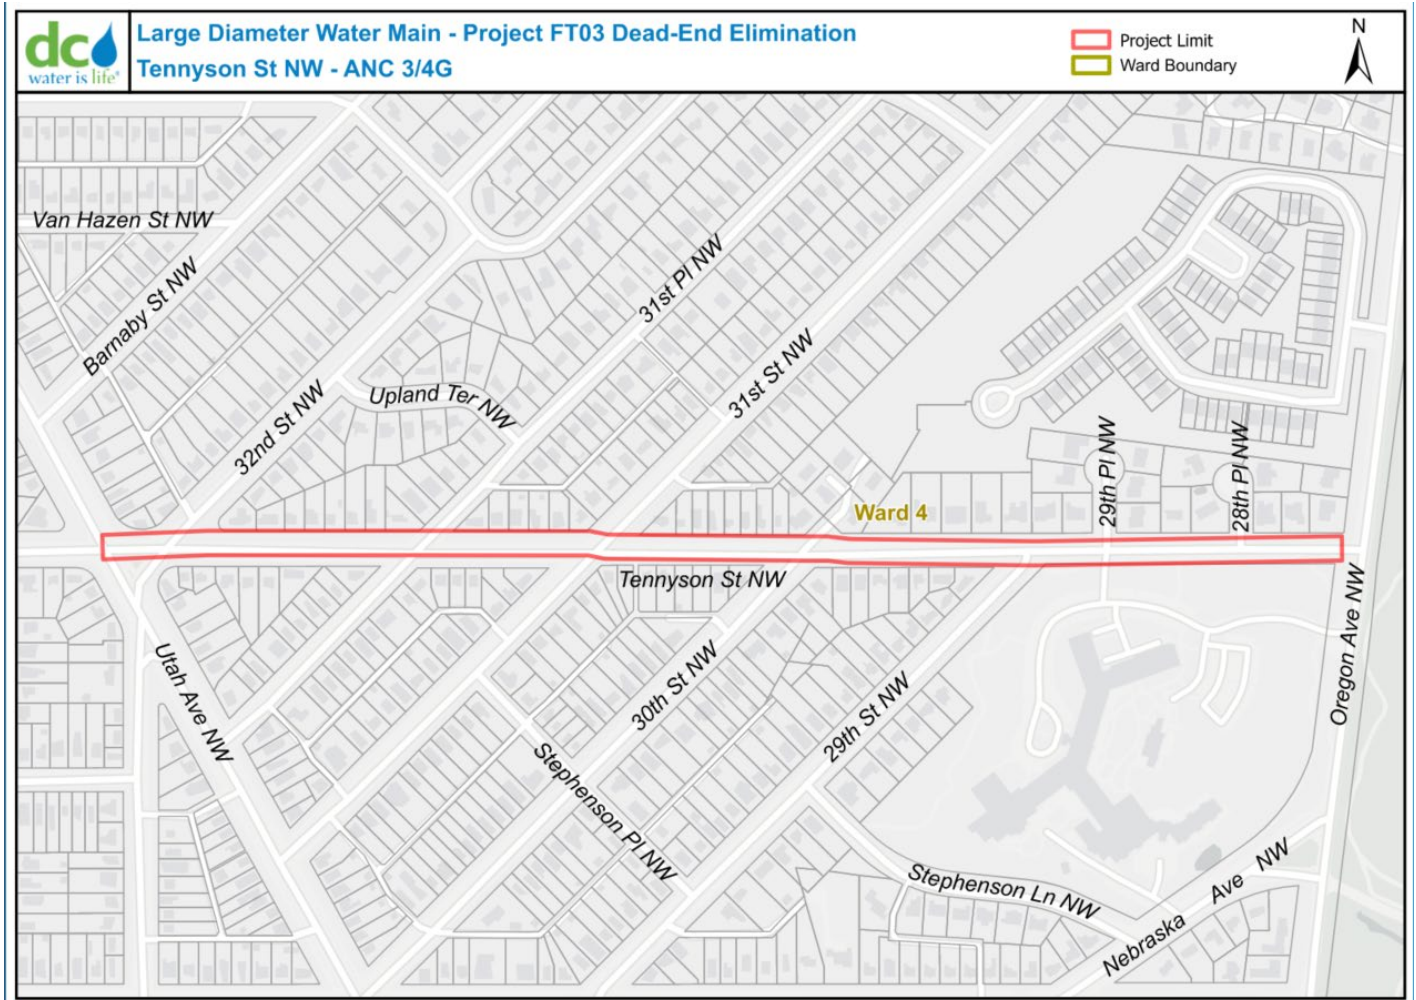 dc
water is life®
Large Diameter Water Main - Project FT03 Dead-End Elimination
Tennyson St NW - ANC 3/4G
Project Limit
Ward Boundary
N
Van Hazen St NW
Barnaby St NW
31st Pl NW
31st St NW
Upland Ter NW
32nd St NW
29th Pl NW
28th Pl NW
Ward 4
Tennyson St NW
Oregon Ave NW
Utah Ave NW
30th St NW
29th St NW
Stephenson Pl NW
Stephenson Ln NW
Nebraska Ave NW